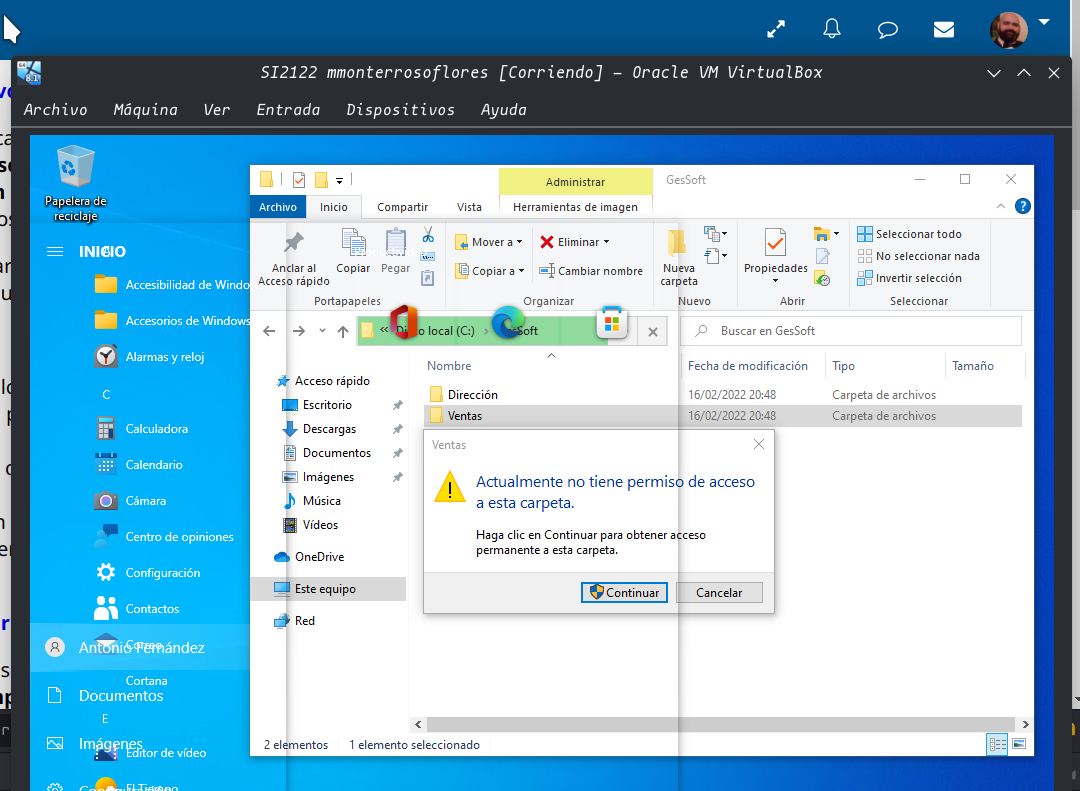 SI2122 mmonterrosoflores [Corriendo] – Oracle VM VirtualBox
Archivo Máquina Ver Entrada Dispositivos Ayuda
Papelera de
reciclaje
Administrar GesSoft
Archivo Inicio Compartir Vista Herramientas de imagen
Anclar al
Acceso rápido
Copiar Pegar
Portapapeles
Mover a
Copiar a
Eliminar
Cambiar nombre
Organizar
Nueva
carpeta
Nuevo
Propiedades
Abrir
Seleccionar todo
No seleccionar nada
Invertir selección
Seleccionar
« local (C:) › GesSoft
Buscar en GesSoft
Nombre Fecha de modificación Tipo Tamaño
Dirección 16/02/2022 20:48 Carpeta de archivos
Ventas 16/02/2022 20:48 Carpeta de archivos
Acceso rápido
Escritorio
Descargas
Documentos
Imágenes
Música
Vídeos
OneDrive
Este equipo
Red
Ventas
Actualmente no tiene permiso de acceso
a esta carpeta.
Haga clic en Continuar para obtener acceso
permanente a esta carpeta.
Continuar Cancelar
2 elementos 1 elemento seleccionado
INICIO
Accesibilidad de Windo
Accesorios de Windows
Alarmas y reloj
C
Calculadora
Calendario
Cámara
Centro de opiniones
Configuración
Contactos
Correo
Antonio Fernández
Cortana
Documentos
E
Imágenes
Editor de vídeo
El Tiempo